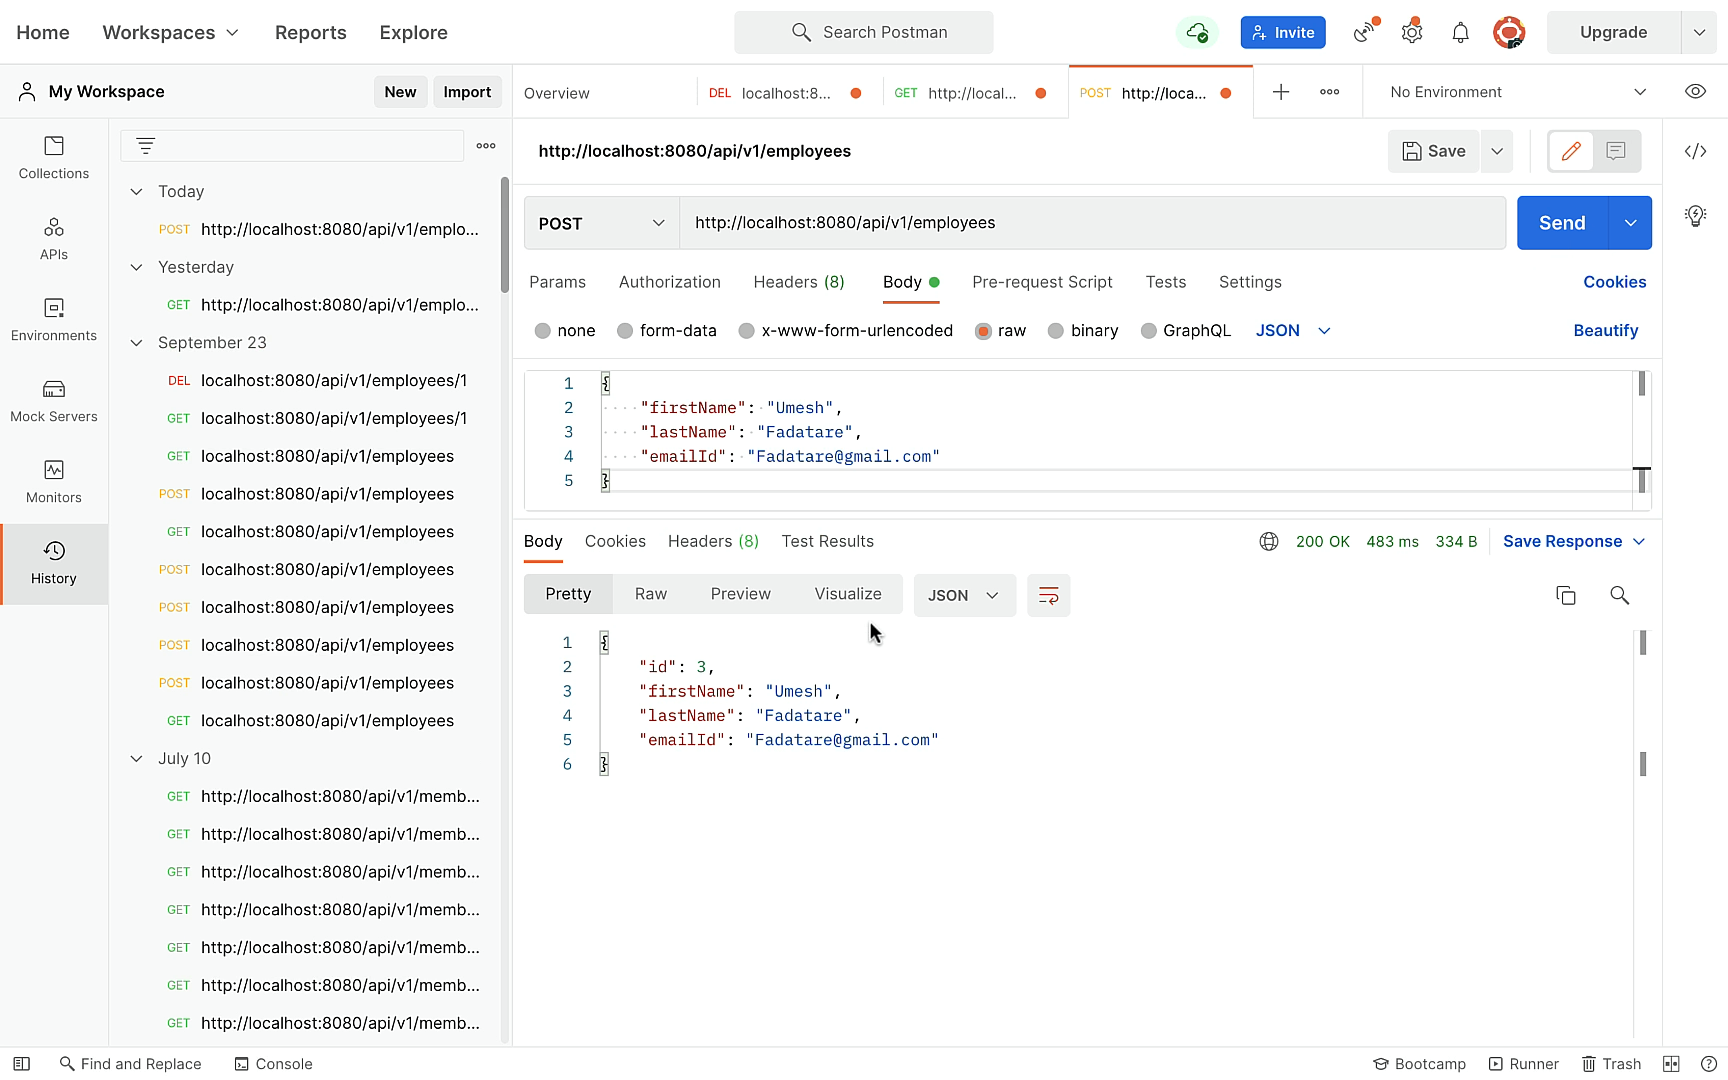 Home Workspaces Reports Explore Search Postman Invite Upgrade
My Workspace New Import Overview DEL localhost:8... GET http://local... POST http://loca... No Environment
Collections
APIs
Environments
Mock Servers
Monitors
History
Today
POST http://localhost:8080/api/v1/emplo...
Yesterday
GET http://localhost:8080/api/v1/emplo...
September 23
DEL localhost:8080/api/v1/employees/1
GET localhost:8080/api/v1/employees/1
GET localhost:8080/api/v1/employees
POST localhost:8080/api/v1/employees
GET localhost:8080/api/v1/employees
POST localhost:8080/api/v1/employees
POST localhost:8080/api/v1/employees
POST localhost:8080/api/v1/employees
POST localhost:8080/api/v1/employees
GET localhost:8080/api/v1/employees
July 10
GET http://localhost:8080/api/v1/memb...
GET http://localhost:8080/api/v1/memb...
GET http://localhost:8080/api/v1/memb...
GET http://localhost:8080/api/v1/memb...
GET http://localhost:8080/api/v1/memb...
GET http://localhost:8080/api/v1/memb...
GET http://localhost:8080/api/v1/memb...
http://localhost:8080/api/v1/employees Save
POST http://localhost:8080/api/v1/employees Send
Params Authorization Headers (8) Body Pre-request Script Tests Settings Cookies
none form-data x-www-form-urlencoded raw binary GraphQL JSON Beautify
1 {
2 "firstName": "Umesh",
3 "lastName": "Fadatare",
4 "emailId": "Fadatare@gmail.com"
5 }
Body Cookies Headers (8) Test Results 200 OK 483 ms 334 B Save Response
Pretty Raw Preview Visualize JSON
1 {
2 "id": 3,
3 "firstName": "Umesh",
4 "lastName": "Fadatare",
5 "emailId": "Fadatare@gmail.com"
6 }
Find and Replace Console Bootcamp Runner Trash